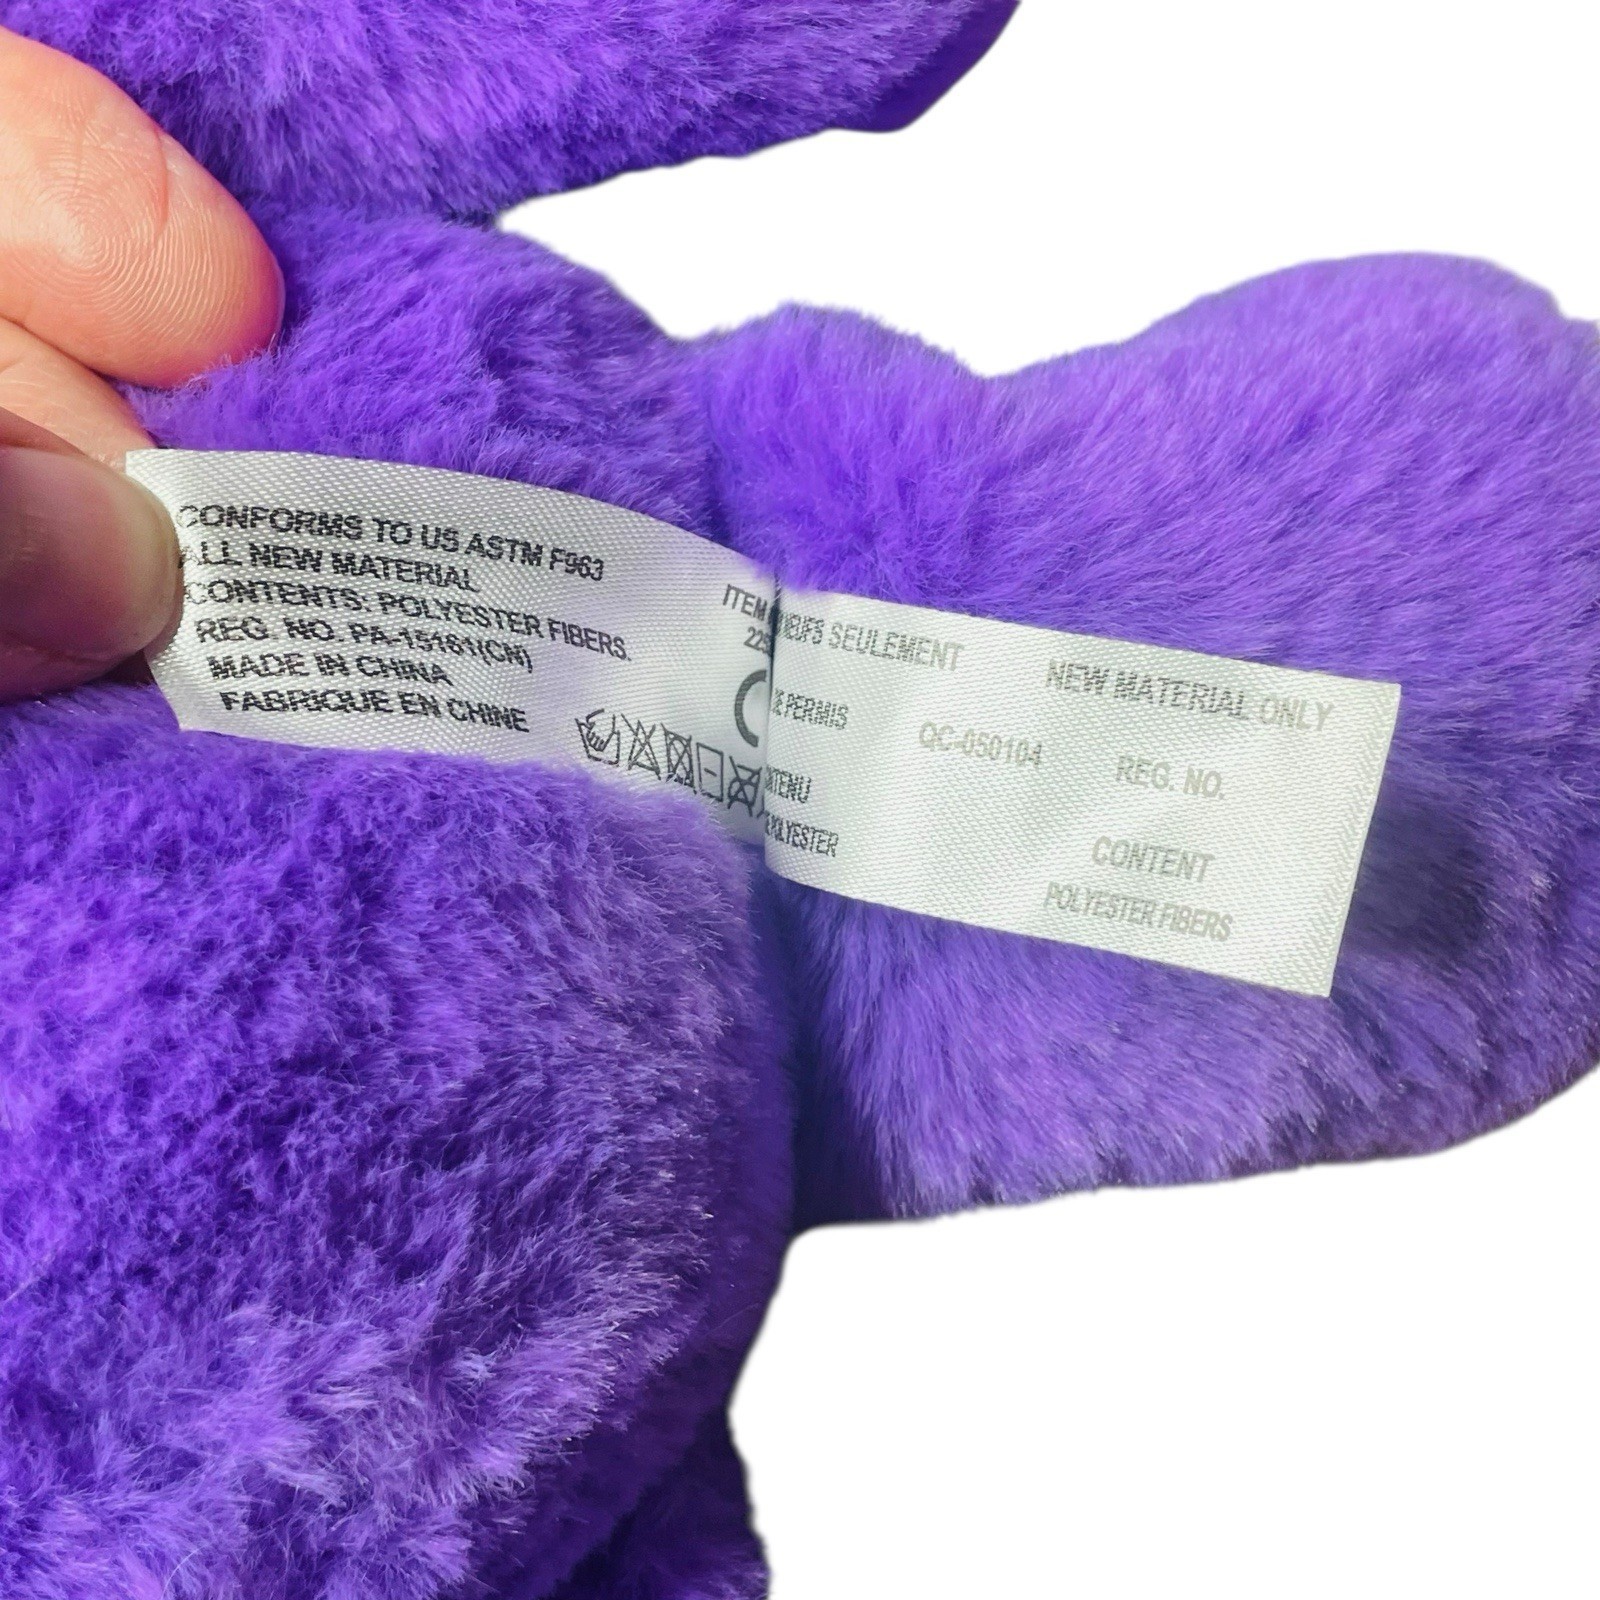 CONFORMS TO US ASTM F963
ALL NEW MATERIAL
CONTENTS: POLYESTER FIBERS.
REG. NO. PA-15161(CN)
MADE IN CHINA
FABRIQUE EN CHINE
ITEM
225
NEUFS SEULEMENT
DE PERMIS
TENU
POLYESTER
NEW MATERIAL ONLY
QC-050104
REG. NO.
CONTENT
POLYESTER FIBERS